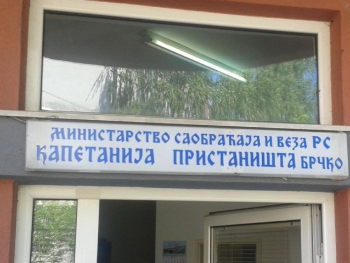 МИНИСТАРСТВО САОБРАЋАЈА И ВЕЗА РС
КАПЕТАНИЈА ПРИСТАНИШТА БРЧКО